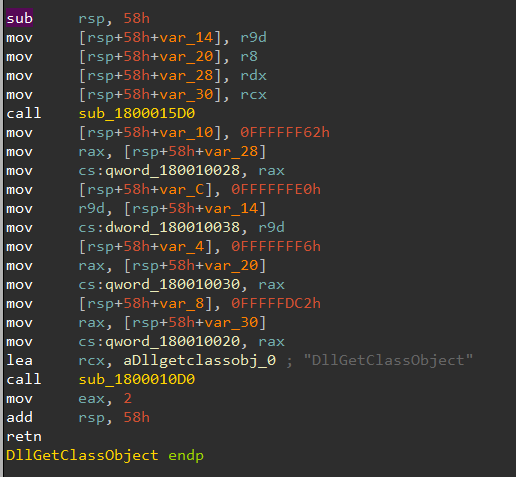 sub     rsp, 58h
mov     [rsp+58h+var_14], r9d
mov     [rsp+58h+var_20], r8
mov     [rsp+58h+var_28], rdx
mov     [rsp+58h+var_30], rcx
call    sub_1800015D0
mov     [rsp+58h+var_10], 0FFFFFF62h
mov     rax, [rsp+58h+var_28]
mov     cs:qword_180010028, rax
mov     [rsp+58h+var_C], 0FFFFFFE0h
mov     r9d, [rsp+58h+var_14]
mov     cs:dword_180010038, r9d
mov     [rsp+58h+var_4], 0FFFFFFF6h
mov     rax, [rsp+58h+var_20]
mov     cs:qword_180010030, rax
mov     [rsp+58h+var_8], 0FFFFFDC2h
mov     rax, [rsp+58h+var_30]
mov     cs:qword_180010020, rax
lea     rcx, aDllgetclassobj_0 ; "DllGetClassObject"
call    sub_1800010D0
mov     eax, 2
add     rsp, 58h
retn
DllGetClassObject endp